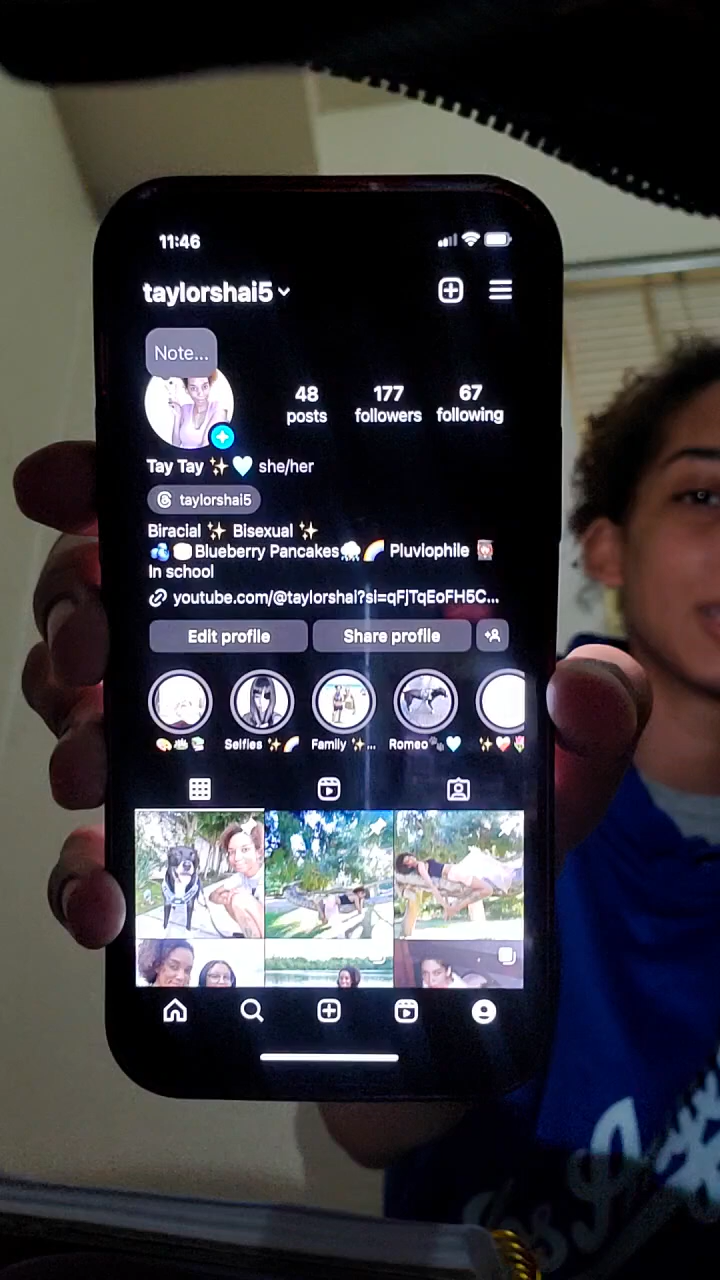 11:46
taylorshai5
Note...
48 177 67
posts followers following
Tay Tay ✨🩵 she/her
taylorshai5
Biracial ✨ Bisexual ✨
Blueberry Pancakes🌧️ 🌈 Pluviophile
In school
youtube.com/@taylorshai?si=qFjTqEoFH5C...
Edit profile Share profile
Selfies ✨🌈 Family ✨... Romeo🐾🩵